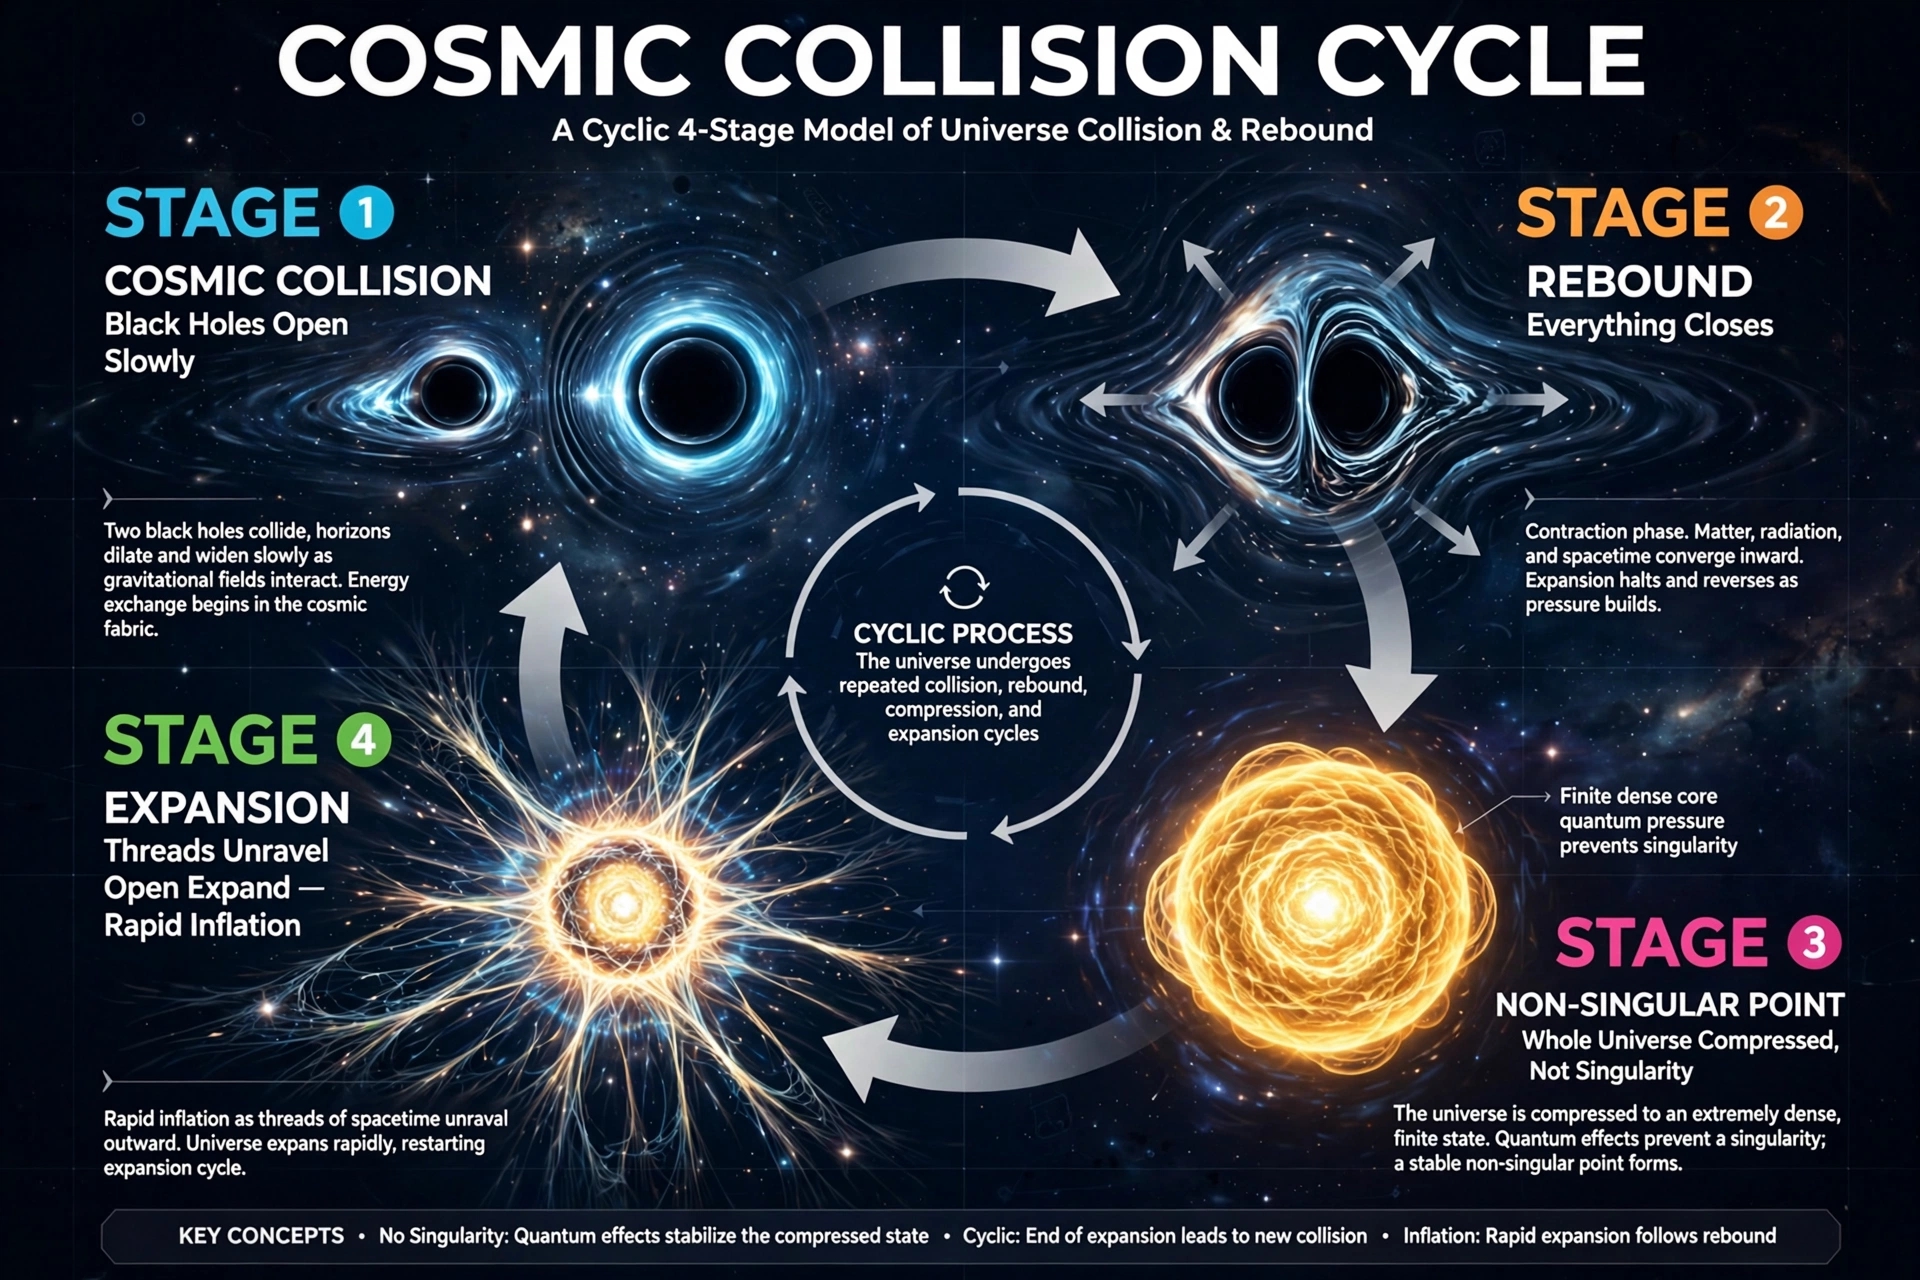 COSMIC COLLISION CYCLE
A Cyclic 4-Stage Model of Universe Collision & Rebound
STAGE 1
COSMIC COLLISION
Black Holes Open
Slowly
Two black holes collide, horizons
dilate and widen slowly as
gravitational fields interact. Energy
exchange begins in the cosmic
fabric.
STAGE 2
REBOUND
Everything Closes
Contraction phase. Matter, radiation,
and spacetime converge inward.
Expansion halts and reverses as
pressure builds.
CYCLIC PROCESS
The universe undergoes
repeated collision, rebound,
compression, and
expansion cycles
Finite dense core
quantum pressure
prevents singularity
STAGE 3
NON-SINGULAR POINT
Whole Universe Compressed,
Not Singularity
The universe is compressed to an extremely dense,
finite state. Quantum effects prevent a singularity;
a stable non-singular point forms.
STAGE 4
EXPANSION
Threads Unravel
Open Expand —
Rapid Inflation
Rapid inflation as threads of spacetime unraval
outward. Universe expans rapidly, restarting
expansion cycle.
KEY CONCEPTS • No Singularity: Quantum effects stabilize the compressed state • Cyclic: End of expansion leads to new collision • Inflation: Rapid expansion follows rebound